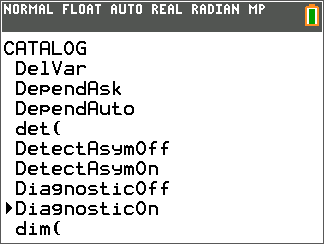 NORMAL FLOAT AUTO REAL RADIAN MP
CATALOG
DelVar
DependAsk
DependAuto
det(
DetectAsymOff
DetectAsymOn
DiagnosticOff
▶DiagnosticOn
dim(